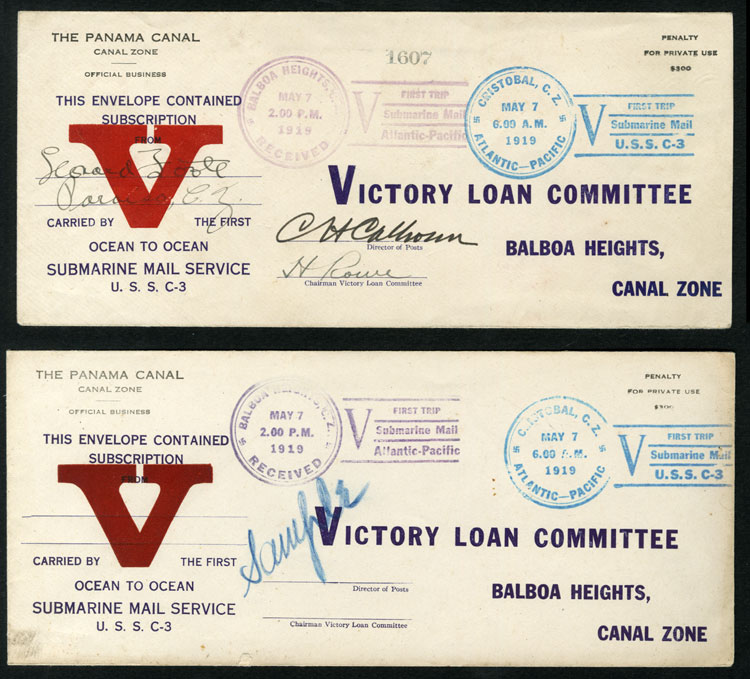 THE PANAMA CANAL
CANAL ZONE
OFFICIAL BUSINESS
1607
PENALTY
FOR PRIVATE USE
$300
BALBOA HEIGHTS, C.Z.
MAY 7
2.00 P.M.
1919
RECEIVED
V
FIRST TRIP
Submarine Mail
Atlantic-Pacific
CRISTOBAL, C. Z.
MAY 7
6.00 A.M.
1919
ATLANTIC-PACIFIC
V
FIRST TRIP
Submarine Mail
U.S.S. C-3
THIS ENVELOPE CONTAINED
SUBSCRIPTION
FROM
V
Paraiso, C.Z.
CARRIED BY THE FIRST
OCEAN TO OCEAN
SUBMARINE MAIL SERVICE
U. S. S. C-3
VICTORY LOAN COMMITTEE
C H Calhoun
Director of Posts
H Rowe
Chairman Victory Loan Committee
BALBOA HEIGHTS,
CANAL ZONE
THE PANAMA CANAL
CANAL ZONE
OFFICIAL BUSINESS
PENALTY
FOR PRIVATE USE
$300
BALBOA HEIGHTS, C.Z.
MAY 7
2.00 P.M.
1919
RECEIVED
V
FIRST TRIP
Submarine Mail
Atlantic-Pacific
CRISTOBAL, C. Z.
MAY 7
6.00 A.M.
1919
ATLANTIC-PACIFIC
V
FIRST TRIP
Submarine Mail
U.S.S. C-3
THIS ENVELOPE CONTAINED
SUBSCRIPTION
FROM
V
CARRIED BY THE FIRST
OCEAN TO OCEAN
SUBMARINE MAIL SERVICE
U. S. S. C-3
Sample
VICTORY LOAN COMMITTEE
Director of Posts
Chairman Victory Loan Committee
BALBOA HEIGHTS,
CANAL ZONE